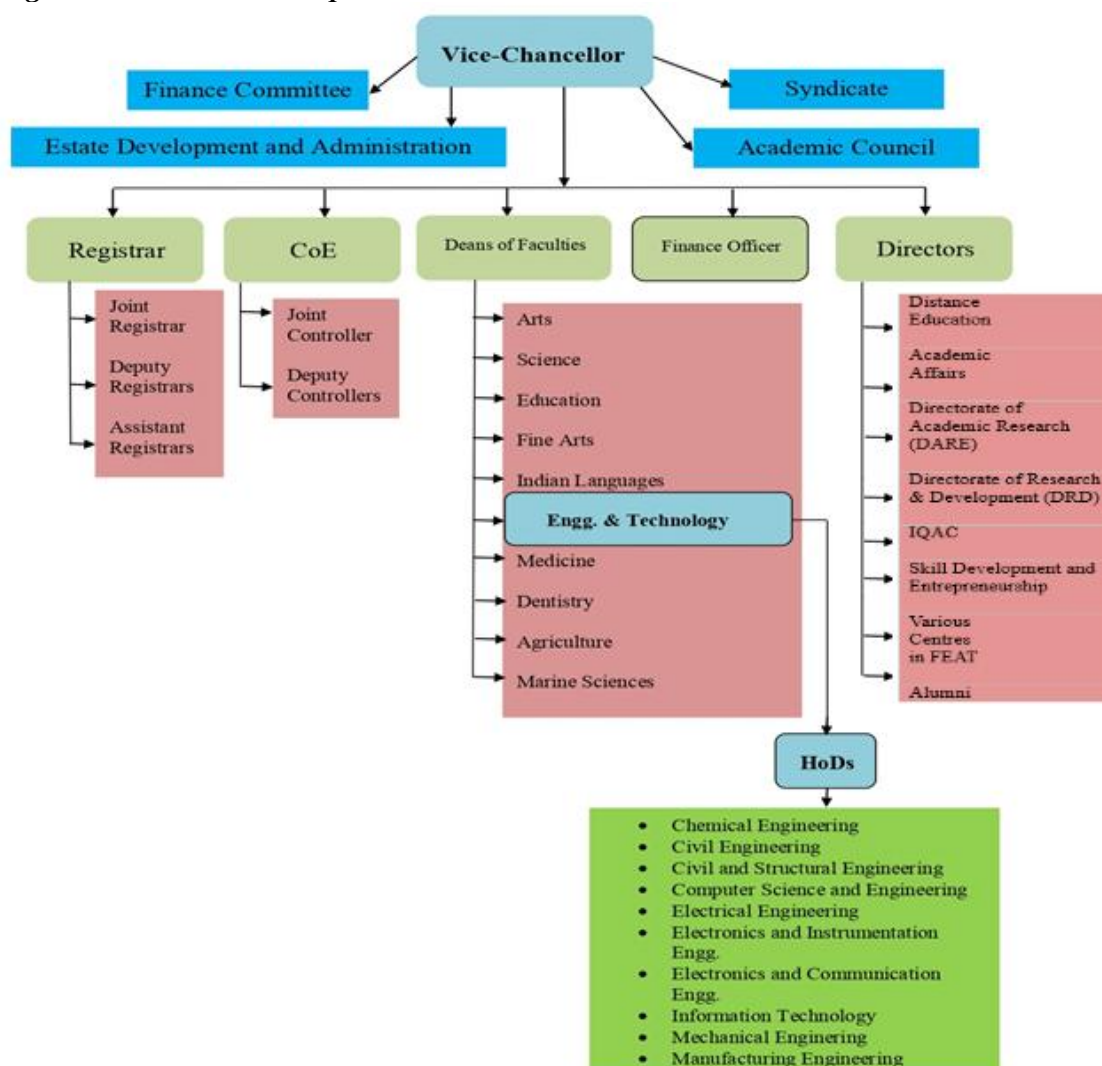 Vice-Chancellor
Finance Committee
Syndicate
Estate Development and Administration
Academic Council
Registrar
CoE
Deans of Faculties
Finance Officer
Directors
Joint
Registrar
Deputy
Registrars
Assistant
Registrars
Joint
Controller
Deputy
Controllers
Arts
Science
Education
Fine Arts
Indian Languages
Engg. & Technology
Medicine
Dentistry
Agriculture
Marine Sciences
Distance
Education
Academic
Affairs
Directorate of
Academic Research
(DARE)
Directorate of Research
& Development (DRD)
IQAC
Skill Development and
Entrepreneurship
Various
Centres
in FEAT
Alumni
HoDs
• Chemical Engineering
• Civil Engineering
• Civil and Structural Engineering
• Computer Science and Engineering
• Electrical Engineering
• Electronics and Instrumentation
Engg.
• Electronics and Communication
Engg.
• Information Technology
• Mechanical Enginering
• Manufacturing Engineering